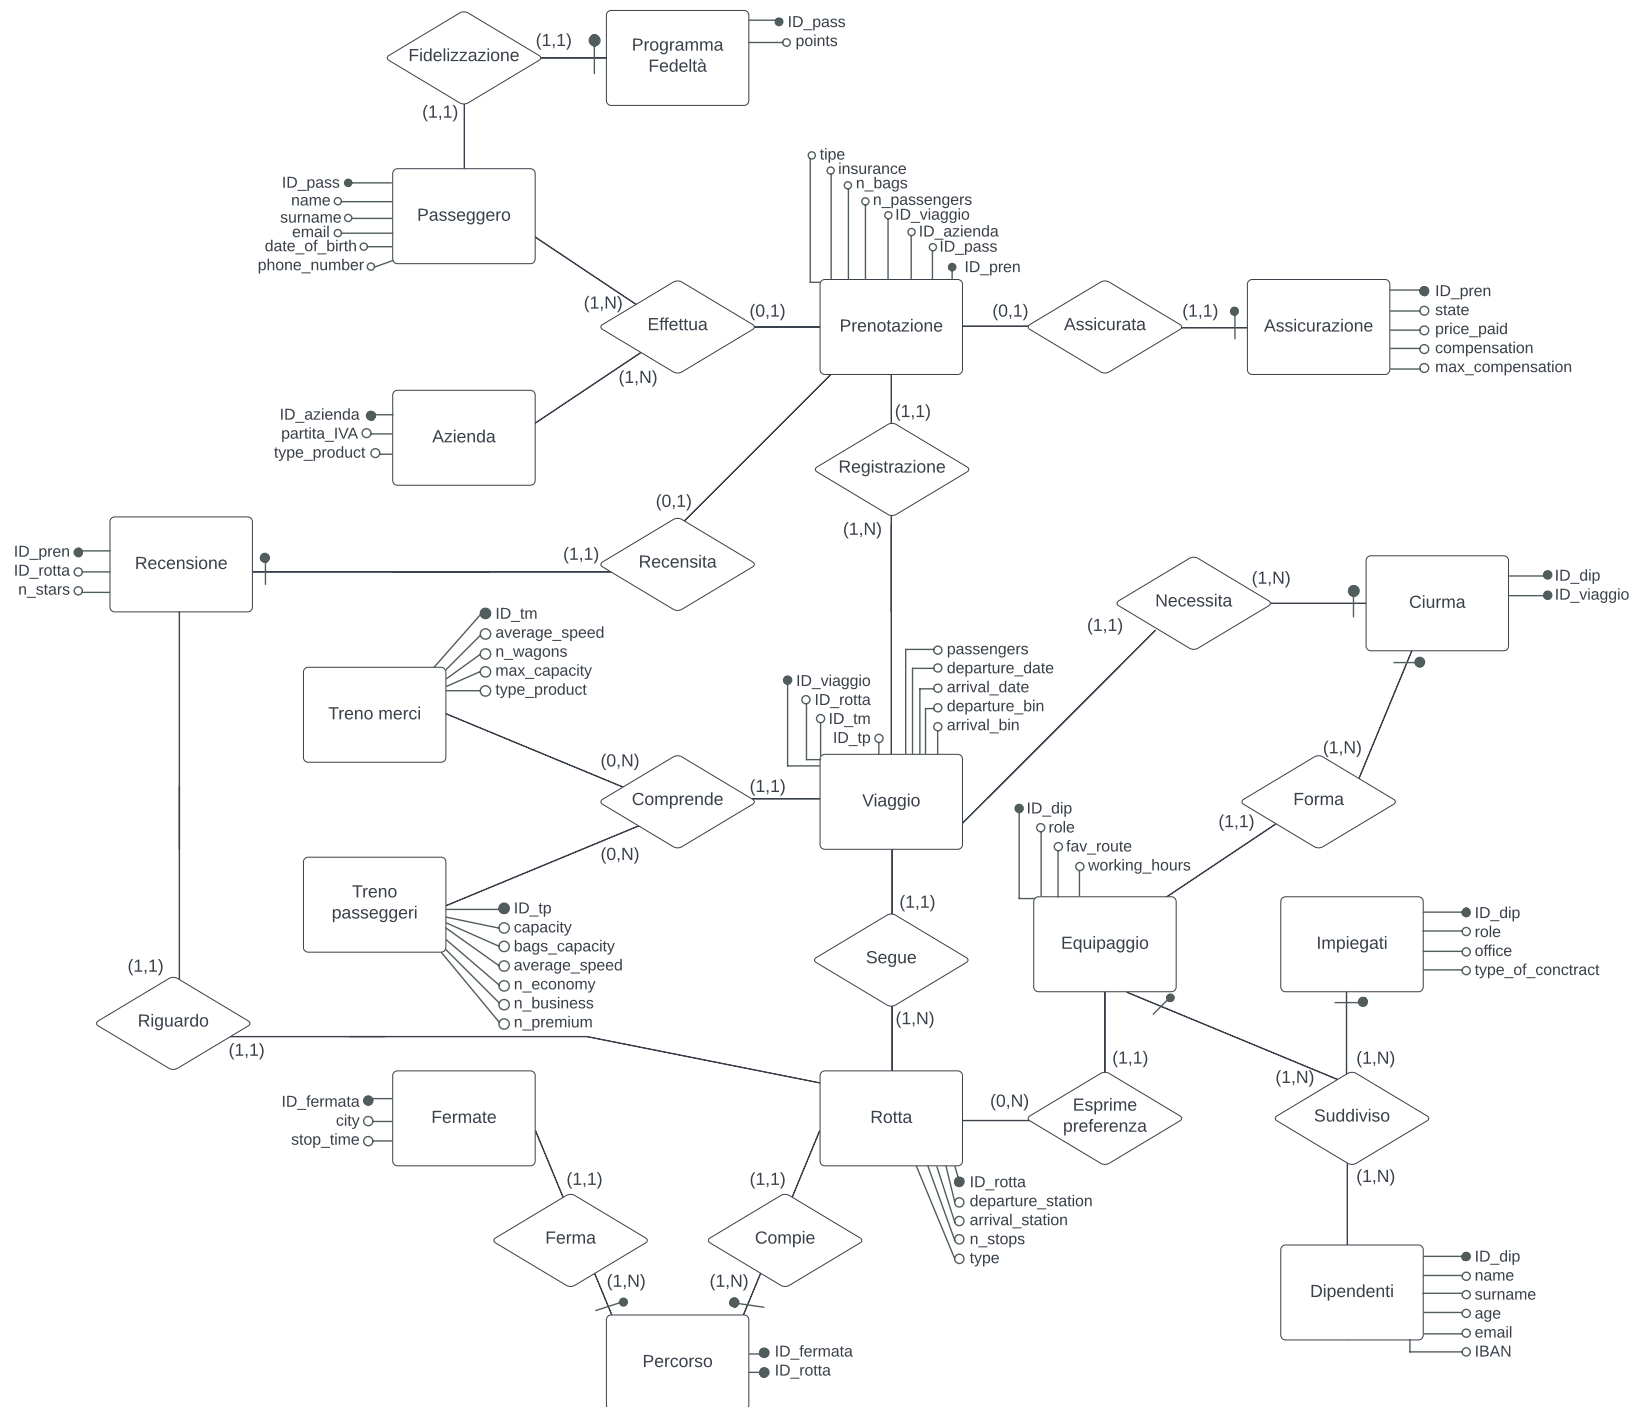 Fidelizzazione
(1,1)
(1,1)
Programma
Fedeltà
ID_pass
points
ID_pass
name
surname
email
date_of_birth
phone_number
Passeggero
tipe
insurance
n_bags
n_passengers
ID_viaggio
ID_azienda
ID_pass
ID_pren
(1,N)
Effettua
(0,1)
(1,N)
Prenotazione
(0,1)
Assicurata
(1,1)
Assicurazione
ID_pren
state
price_paid
compensation
max_compensation
ID_azienda
partita_IVA
type_product
Azienda
(1,1)
Registrazione
(1,N)
(0,1)
Recensita
(1,1)
ID_pren
ID_rotta
n_stars
Recensione
ID_tm
average_speed
n_wagons
max_capacity
type_product
Treno merci
(1,N)
Necessita
(1,1)
Ciurma
ID_dip
ID_viaggio
ID_viaggio
ID_rotta
ID_tm
ID_tp
passengers
departure_date
arrival_date
departure_bin
arrival_bin
(0,N)
Comprende
(1,1)
(0,N)
Viaggio
(1,N)
Forma
(1,1)
Treno
passeggeri
ID_tp
capacity
bags_capacity
average_speed
n_economy
n_business
n_premium
ID_dip
role
fav_route
working_hours
Equipaggio
Impiegati
ID_dip
role
office
type_of_conctract
(1,1)
Segue
(1,N)
(1,1)
Riguardo
(1,1)
ID_fermata
city
stop_time
Fermate
Rotta
(0,N)
(1,1)
Esprime
preferenza
(1,N)
(1,N)
Suddiviso
(1,N)
ID_rotta
departure_station
arrival_station
n_stops
type
(1,1)
Ferma
(1,N)
(1,1)
Compie
(1,N)
Percorso
ID_fermata
ID_rotta
Dipendenti
ID_dip
name
surname
age
email
IBAN